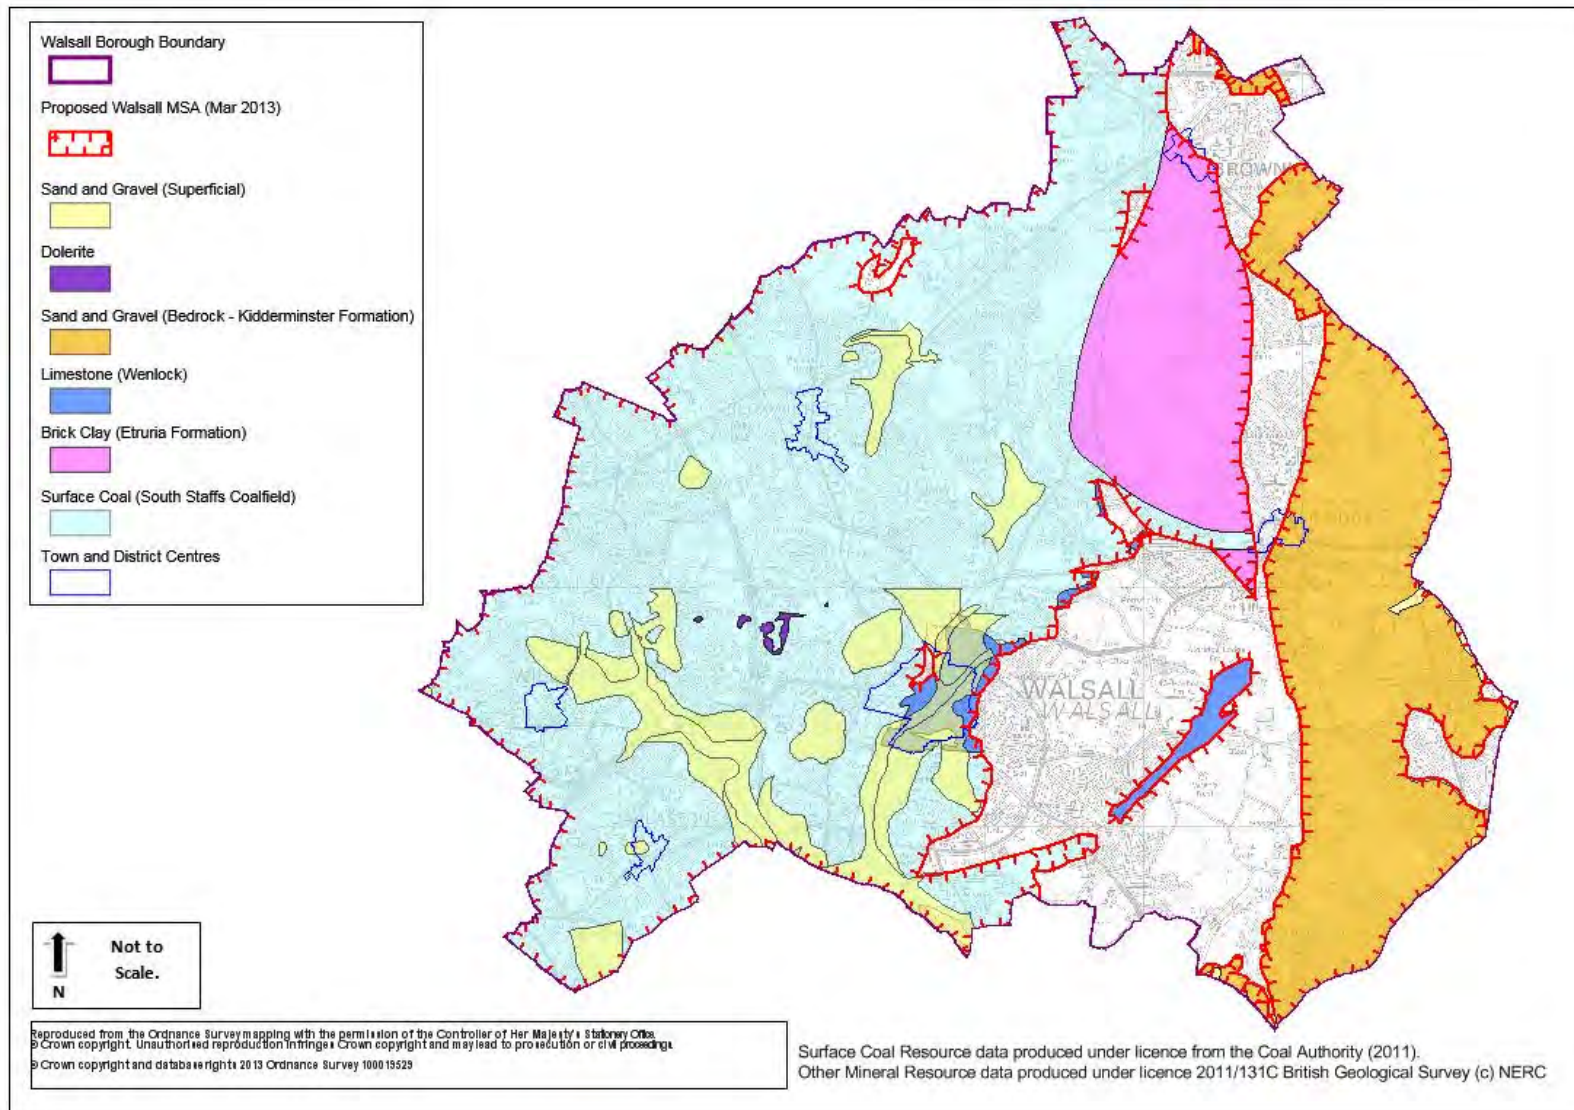 Walsall Borough Boundary
Proposed Walsall MSA (Mar 2013)
Sand and Gravel (Superficial)
Dolerite
Sand and Gravel (Bedrock - Kidderminster Formation)
Limestone (Wenlock)
Brick Clay (Etruria Formation)
Surface Coal (South Staffs Coalfield)
Town and District Centres
WALSALL
WALSALL
Not to
Scale.
N
Reproduced from the Ordnance Survey mapping with the permission of the Controller of Her Majesty's Stationery Office.
© Crown copyright. Unauthorised reproduction infringes Crown copyright and may lead to prosecution or civil proceedings.
© Crown copyright and database rights 2013 Ordnance Survey 100019529
Surface Coal Resource data produced under licence from the Coal Authority (2011).
Other Mineral Resource data produced under licence 2011/131C British Geological Survey (c) NERC